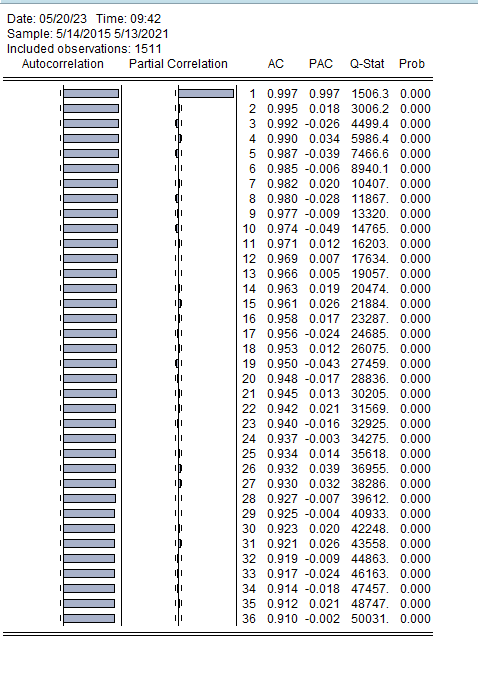 Date: 05/20/23 Time: 09:42
Sample: 5/14/2015 5/13/2021
Included observations: 1511
Autocorrelation Partial Correlation AC PAC Q-Stat Prob
1 0.997 0.997 1506.3 0.000
2 0.995 0.018 3006.2 0.000
3 0.992 -0.026 4499.4 0.000
4 0.990 0.034 5986.4 0.000
5 0.987 -0.039 7466.6 0.000
6 0.985 -0.006 8940.1 0.000
7 0.982 0.020 10407. 0.000
8 0.980 -0.028 11867. 0.000
9 0.977 -0.009 13320. 0.000
10 0.974 -0.049 14765. 0.000
11 0.971 0.012 16203. 0.000
12 0.969 0.007 17634. 0.000
13 0.966 0.005 19057. 0.000
14 0.963 0.019 20474. 0.000
15 0.961 0.026 21884. 0.000
16 0.958 0.017 23287. 0.000
17 0.956 -0.024 24685. 0.000
18 0.953 0.012 26075. 0.000
19 0.950 -0.043 27459. 0.000
20 0.948 -0.017 28836. 0.000
21 0.945 0.013 30205. 0.000
22 0.942 0.021 31569. 0.000
23 0.940 -0.016 32925. 0.000
24 0.937 -0.003 34275. 0.000
25 0.934 0.014 35618. 0.000
26 0.932 0.039 36955. 0.000
27 0.930 0.032 38286. 0.000
28 0.927 -0.007 39612. 0.000
29 0.925 -0.004 40933. 0.000
30 0.923 0.020 42248. 0.000
31 0.921 0.026 43558. 0.000
32 0.919 -0.009 44863. 0.000
33 0.917 -0.024 46163. 0.000
34 0.914 -0.018 47457. 0.000
35 0.912 0.021 48747. 0.000
36 0.910 -0.002 50031. 0.000